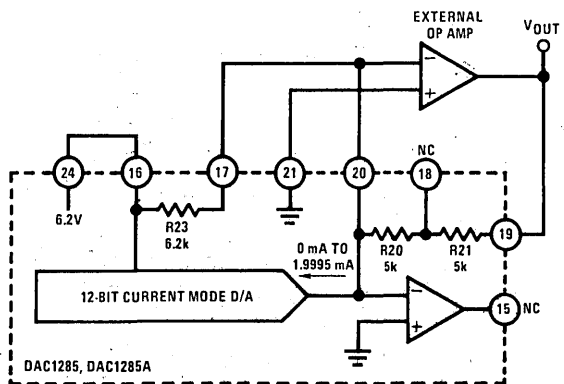 EXTERNAL
OP AMP
VOUT
−
+
NC
24
16
17
21
20
18
6.2V
R23
6.2k
19
0 mA TO
1.9995 mA
R20
5k
R21
5k
12-BIT CURRENT MODE D/A
−
+
15
NC
DAC1285, DAC1285A